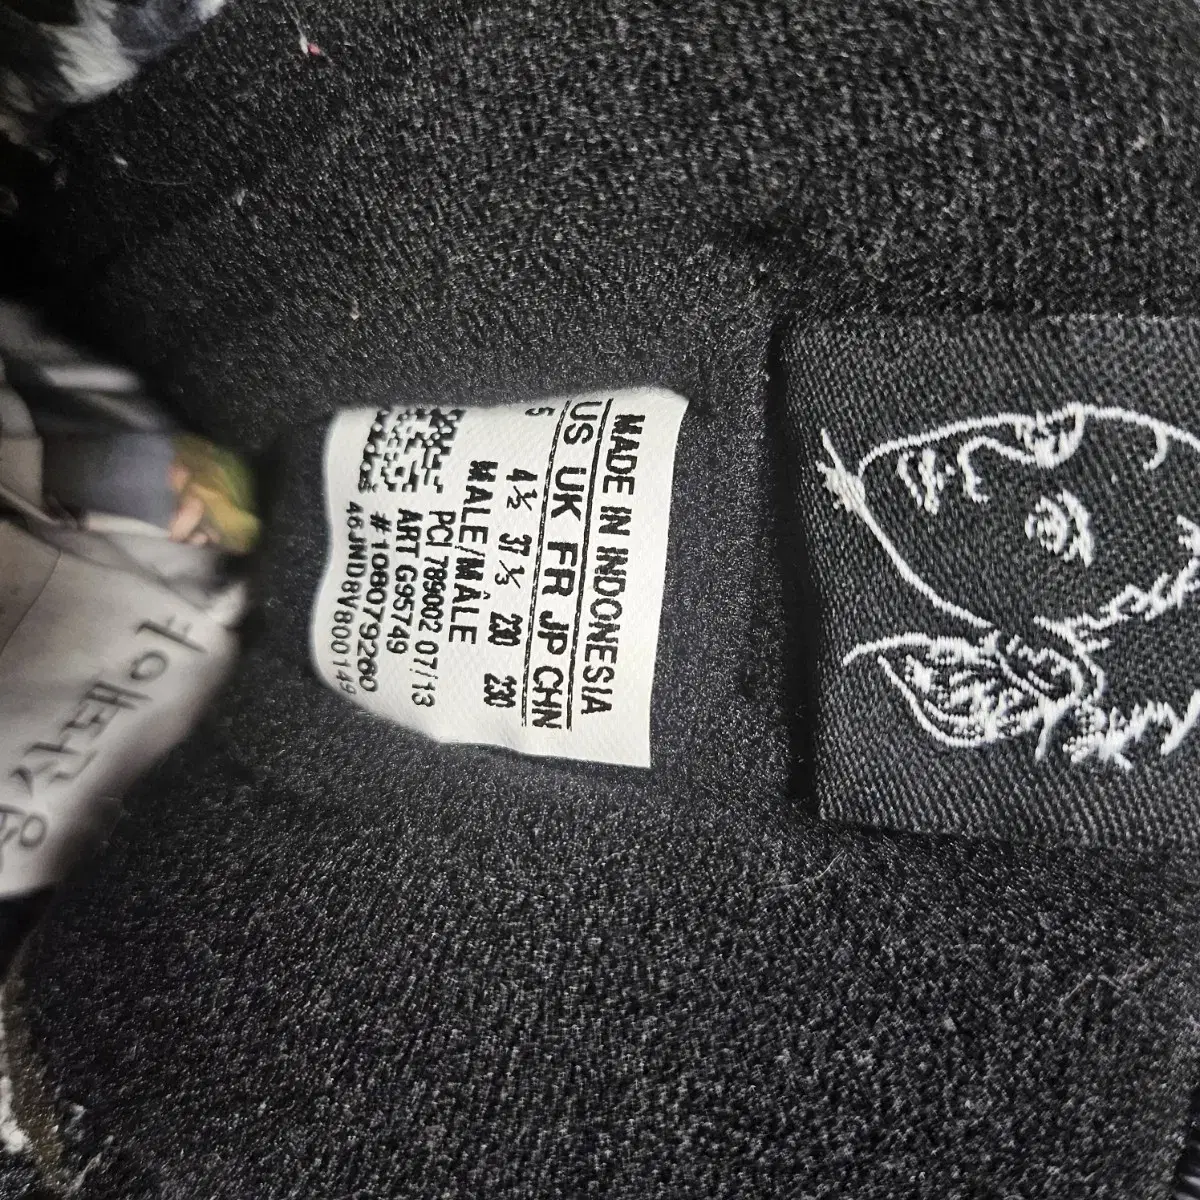 MADE IN INDONESIA
US UK FR JP CHN
5 4½ 37⅓ 230 230
MALE/MÂLE
PCI 789002 07/13
ART G95749
#108079260
46JND8V800149